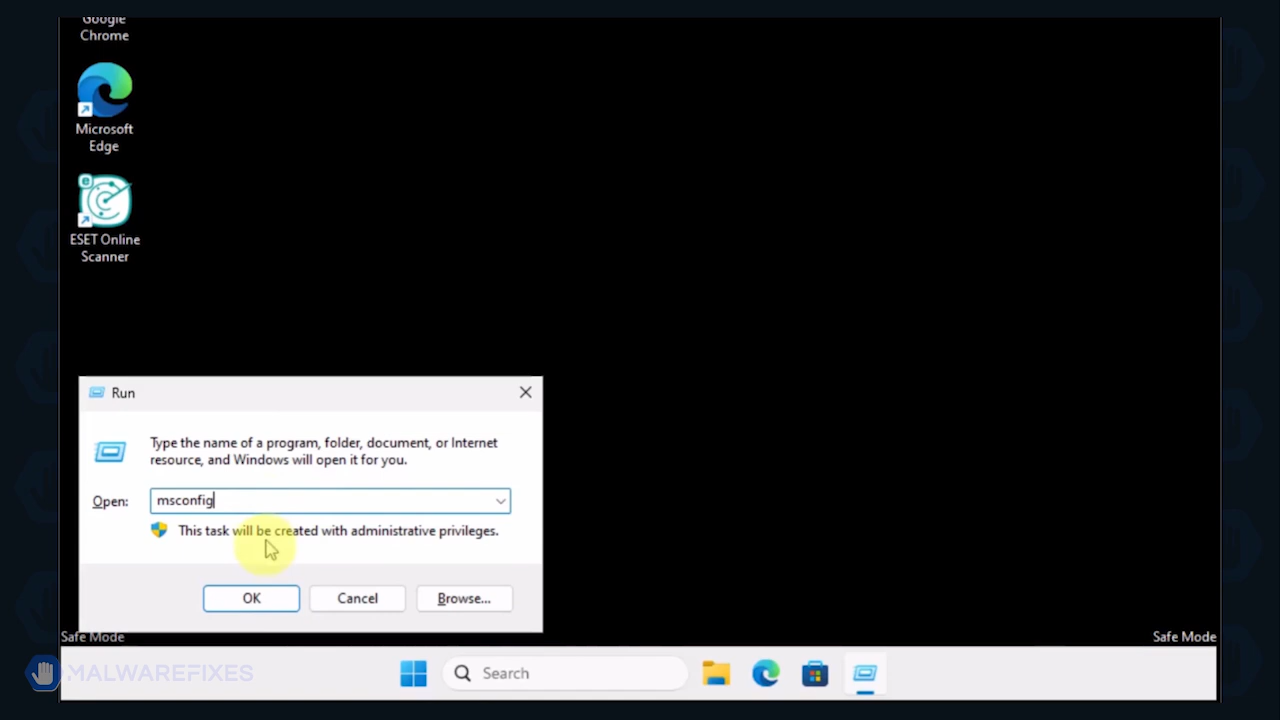 Google
Chrome
Microsoft
Edge
ESET Online
Scanner
Run
Type the name of a program, folder, document, or Internet
resource, and Windows will open it for you.
Open: msconfig
This task will be created with administrative privileges.
OK Cancel Browse...
Safe Mode Safe Mode
MALWAREFIXES
Search